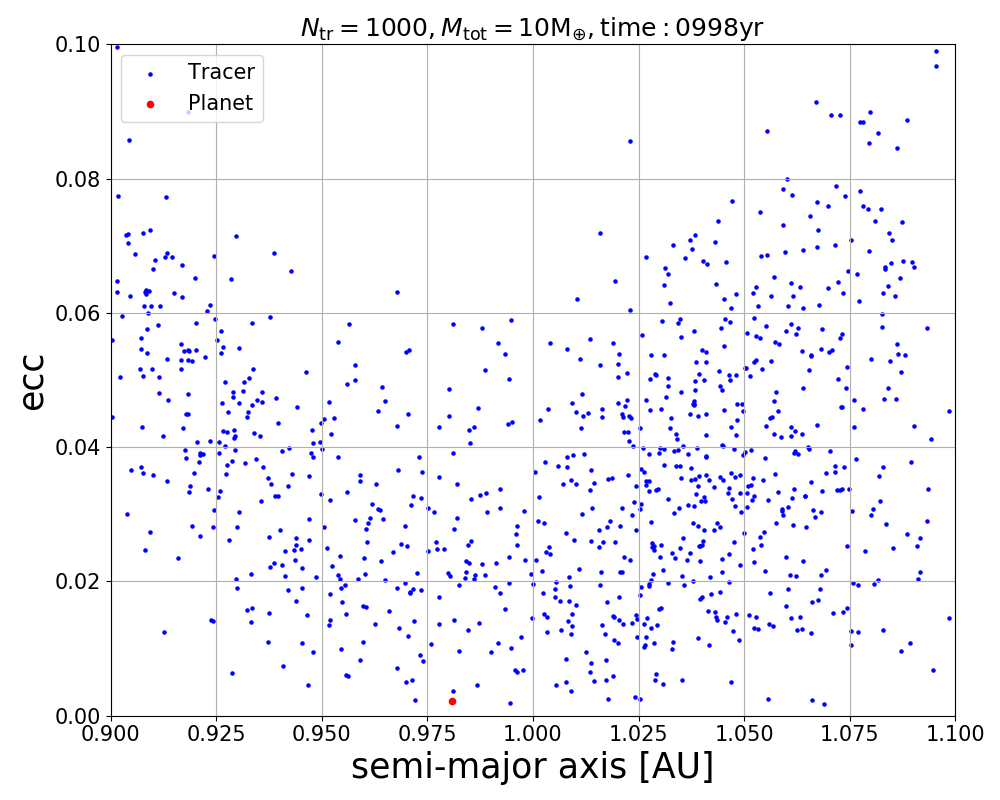 N_tr = 1000, M_tot = 10M_⊕, time : 0998yr
Tracer
Planet
0.10
0.08
0.06
0.04
0.02
0.00
ecc
0.900 0.925 0.950 0.975 1.000 1.025 1.050 1.075 1.100
semi-major axis [AU]